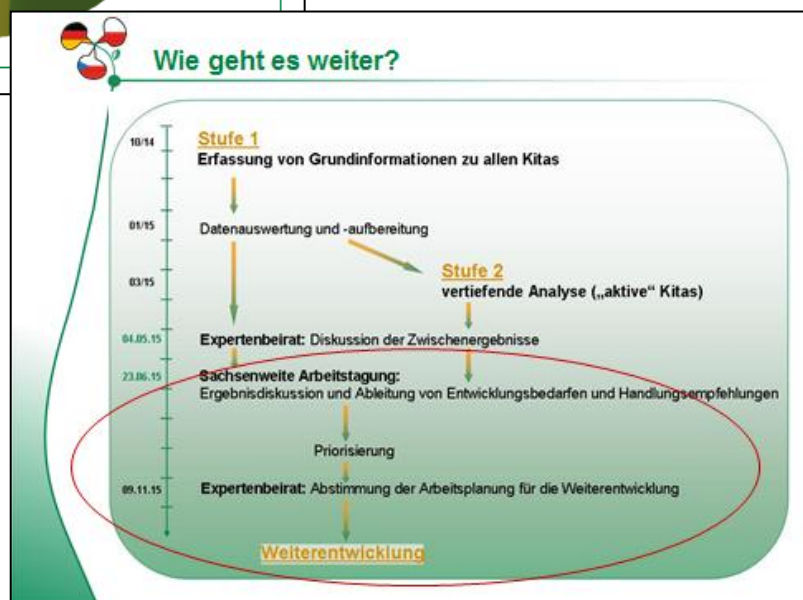 Wie geht es weiter?
10/14
Stufe 1
Erfassung von Grundinformationen zu allen Kitas
01/15
Datenauswertung und -aufbereitung
Stufe 2
03/15
vertiefende Analyse („aktive“ Kitas)
04.05.15
Expertenbeirat: Diskussion der Zwischenergebnisse
23.06.15
Sachsenweite Arbeitstagung:
Ergebnisdiskussion und Ableitung von Entwicklungsbedarfen und Handlungsempfehlungen
Priorisierung
09.11.15
Expertenbeirat: Abstimmung der Arbeitsplanung für die Weiterentwicklung
Weiterentwicklung